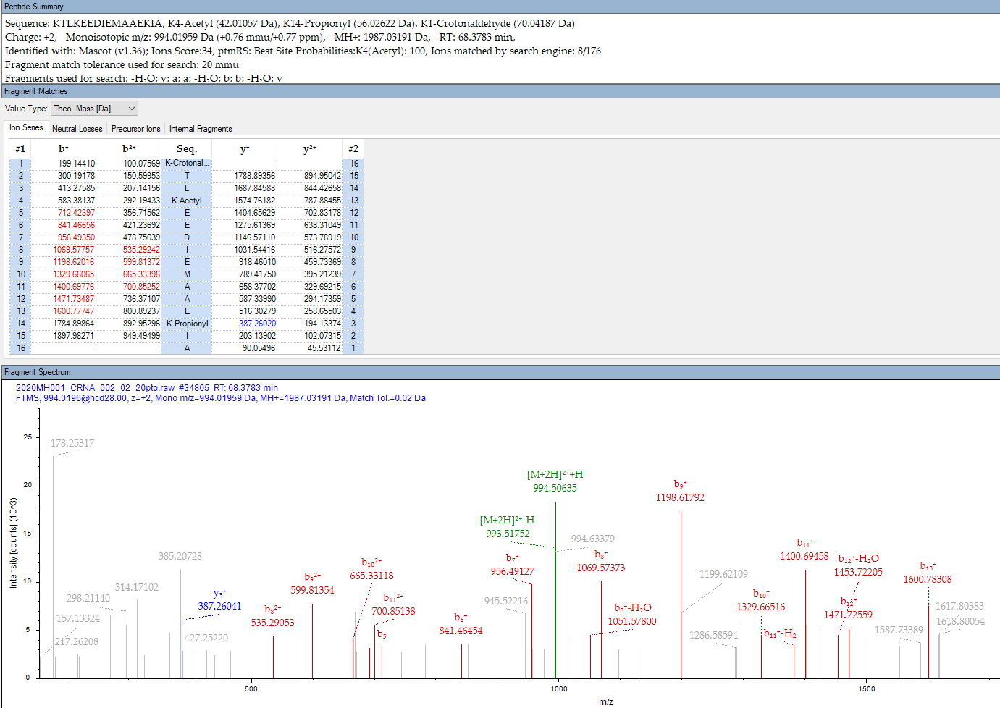 Peptide Summary
Sequence: KTLKEEDIEMAAEKIA, K4-Acetyl (42.01057 Da), K14-Propionyl (56.02622 Da), K1-Crotonaldehyde (70.04187 Da)
Charge: +2, Monoisotopic m/z: 994.01959 Da (+0.76 mmu/+0.77 ppm), MH+: 1987.03191 Da, RT: 68.3783 min,
Identified with: Mascot (v1.36); Ions Score:34, ptmRS: Best Site Probabilities:K4(Acetyl): 100, Ions matched by search engine: 8/176
Fragment match tolerance used for search: 20 mmu
Fragments used for search: -H₂O; y; a; a; -H₂O; b; b; -H₂O; y
Fragment Matches
Value Type: Theo. Mass [Da]
Ion Series Neutral Losses Precursor Ions Internal Fragments
#1 b⁺ b²⁺ Seq. y⁺ y²⁺ #2
1 199.14410 100.07569 K-Crotonal... 16
2 300.19178 150.59953 T 1788.89356 894.95042 15
3 413.27585 207.14156 L 1687.84588 844.42658 14
4 583.38137 292.19433 K-Acetyl 1574.76182 787.88455 13
5 712.42397 356.71562 E 1404.65629 702.83178 12
6 841.46656 421.23692 E 1275.61369 638.31049 11
7 956.49350 478.75039 D 1146.57110 573.78919 10
8 1069.57757 535.29242 I 1031.54416 516.27572 9
9 1198.62016 599.81372 E 918.46010 459.73369 8
10 1329.66065 665.33396 M 789.41750 395.21239 7
11 1400.69776 700.85252 A 658.37702 329.69215 6
12 1471.73487 736.37107 A 587.33990 294.17359 5
13 1600.77747 800.89237 E 516.30279 258.65503 4
14 1784.89864 892.95296 K-Propionyl 387.26020 194.13374 3
15 1897.98271 949.49499 I 203.13902 102.07315 2
16 A 90.05496 45.53112 1
Fragment Spectrum
2020MH001_CRNA_002_02_20pto.raw #34805 RT: 68.3783 min
FTMS, 994.0196@hcd28.00, z=+2, Mono m/z=994.01959 Da, MH+=1987.03191 Da, Match Tol.=0.02 Da
25
178.25317
20
[M+2H]²⁺+H
994.50635
b₉⁺
1198.61792
15
[M+2H]²⁺-H
993.51752
994.63379
385.20728
b₁₀²⁺
665.33118
b₇⁺
956.49127
b₈⁺
1069.57373
b₁₁⁺
1400.69458
b₁₂⁺-H₂O
1453.72205
b₁₃⁺
1600.78308
10
314.17102
298.21140
y₃⁺
387.26041
b₉²⁺
599.81354
b₁₁²⁺
700.85138
945.52216
1199.62109
b₁₀⁺
1329.66516
b₁₂⁺
1471.72559
1617.80383
1618.80054
157.13324
b₈²⁺
535.29053
b₆⁺
841.46454
b₈⁺-H₂O
1051.57800
5
217.26208
427.25220
b₅
1286.58594
b₁₁⁺-H₂
1587.73389
0
500
1000
1500
Intensity [counts] (10^3)
m/z